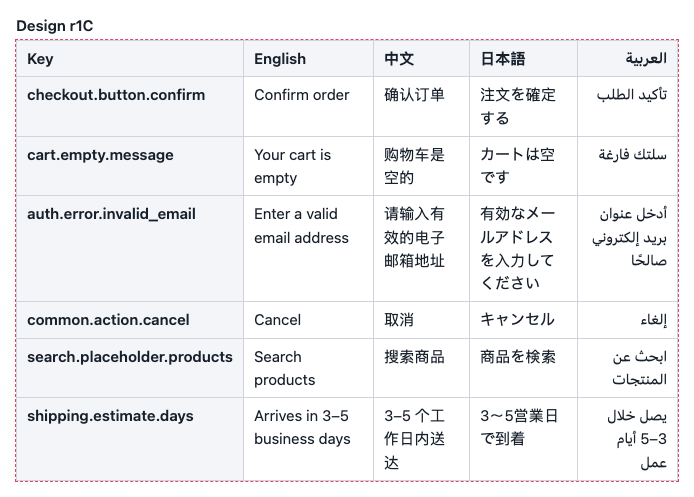 Design r1C
Key
English
中文
日本語
العربية
checkout.button.confirm
Confirm order
确认订单
注文を確定
する
تأكيد الطلب
cart.empty.message
Your cart is
empty
购物车是
空的
カートは空
です
سلتك فارغة
auth.error.invalid_email
Enter a valid
email address
请输入有
效的电子
邮箱地址
有効なメー
ルアドレス
を入力して
ください
أدخل عنوان
بريد إلكتروني
صالحًا
common.action.cancel
Cancel
取消
キャンセル
إلغاء
search.placeholder.products
Search
products
搜索商品
商品を検索
ابحث عن
المنتجات
shipping.estimate.days
Arrives in 3–5
business days
3–5 个工
作日内送
达
3〜5営業日
で到着
يصل خلال
3–5 أيام
عمل